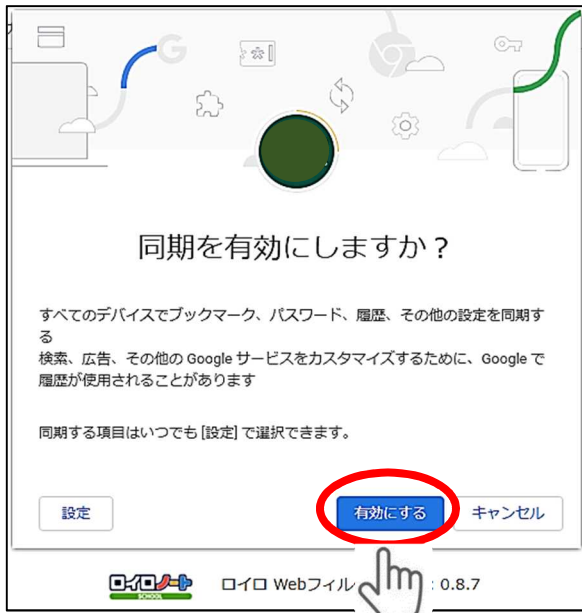 同期を有効にしますか？
すべてのデバイスでブックマーク、パスワード、履歴、その他の設定を同期す
る
検索、広告、その他の Google サービスをカスタマイズするために、Google で
履歴が使用されることがあります
同期する項目はいつでも [設定] で選択できます。
設定 有効にする キャンセル
ロイロノート SCHOOL ロイロ Webフィル : 0.8.7